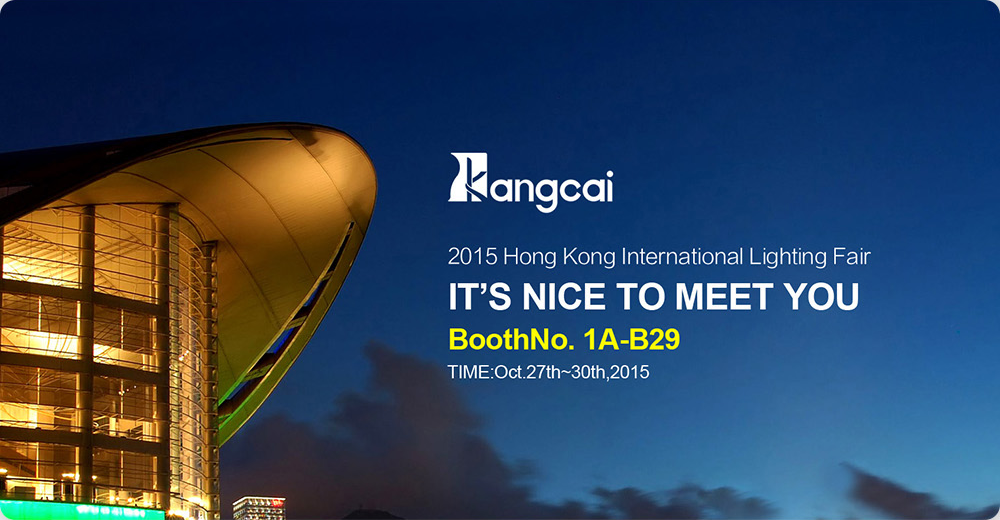 Kangcai
2015 Hong Kong International Lighting Fair
IT'S NICE TO MEET YOU
BoothNo. 1A-B29
TIME:Oct.27th~30th,2015